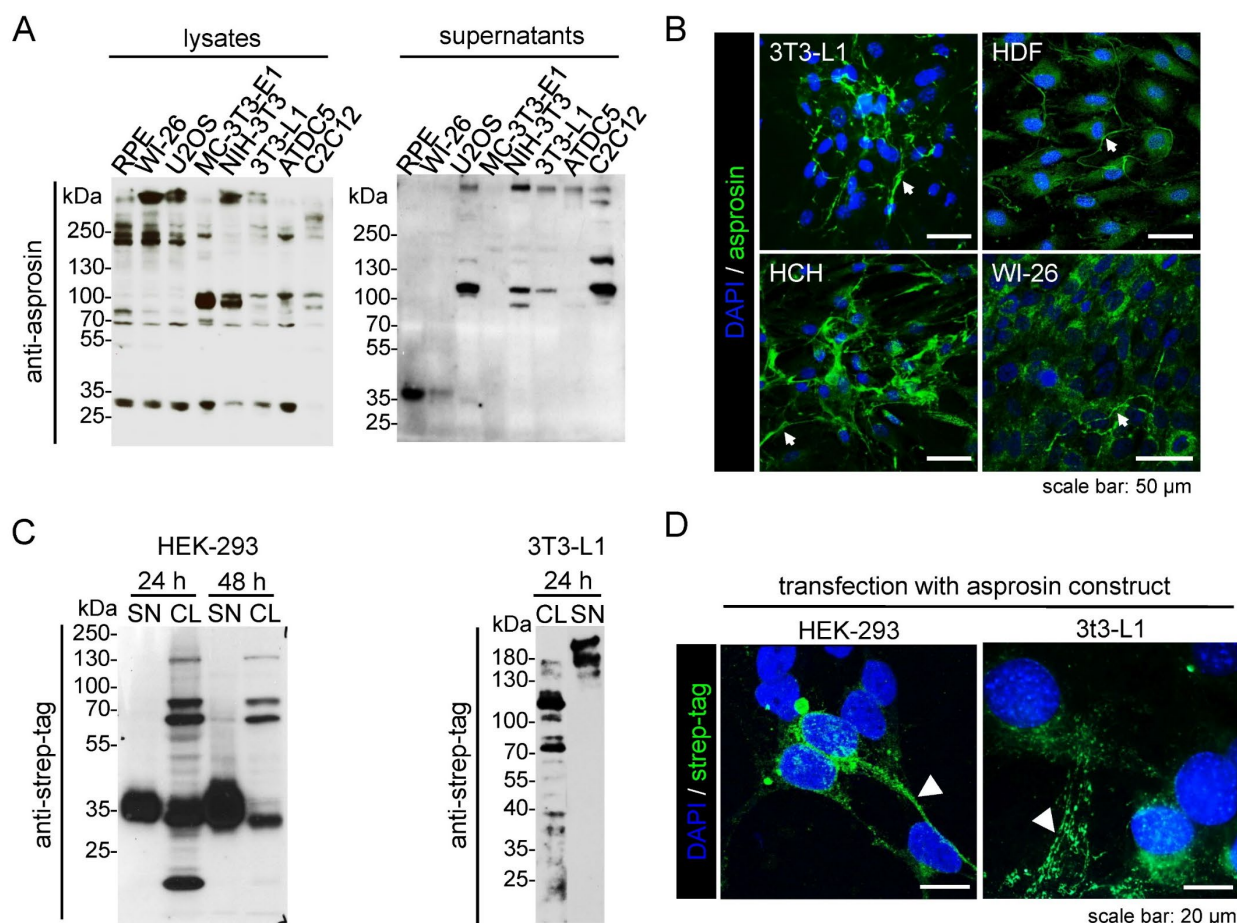 A
lysates
supernatants
RPF
WI-26
U2OS
MC-3T3-E1
NIH-3T3
3T3-L1
ATDC5
C2C12
RPF
WI-26
U2OS
MC-3T3-E1
NIH-3T3
3T3-L1
ATDC5
C2C12
anti-asprosin
kDa
250-
130-
100-
70-
55-
35-
25-
kDa
250-
130-
100-
70-
55-
35-
25-
B
DAPI / asprosin
3T3-L1
HDF
HCH
WI-26
scale bar: 50 µm
C
HEK-293
24 h 48 h
kDa SN CL SN CL
anti-strep-tag
250-
130-
100-
70-
55-
35-
25-
3T3-L1
24 h
kDa CL SN
anti-strep-tag
180-
130-
100-
70-
55-
40-
35-
25-
D
transfection with asprosin construct
HEK-293
3t3-L1
DAPI / strep-tag
scale bar: 20 µm